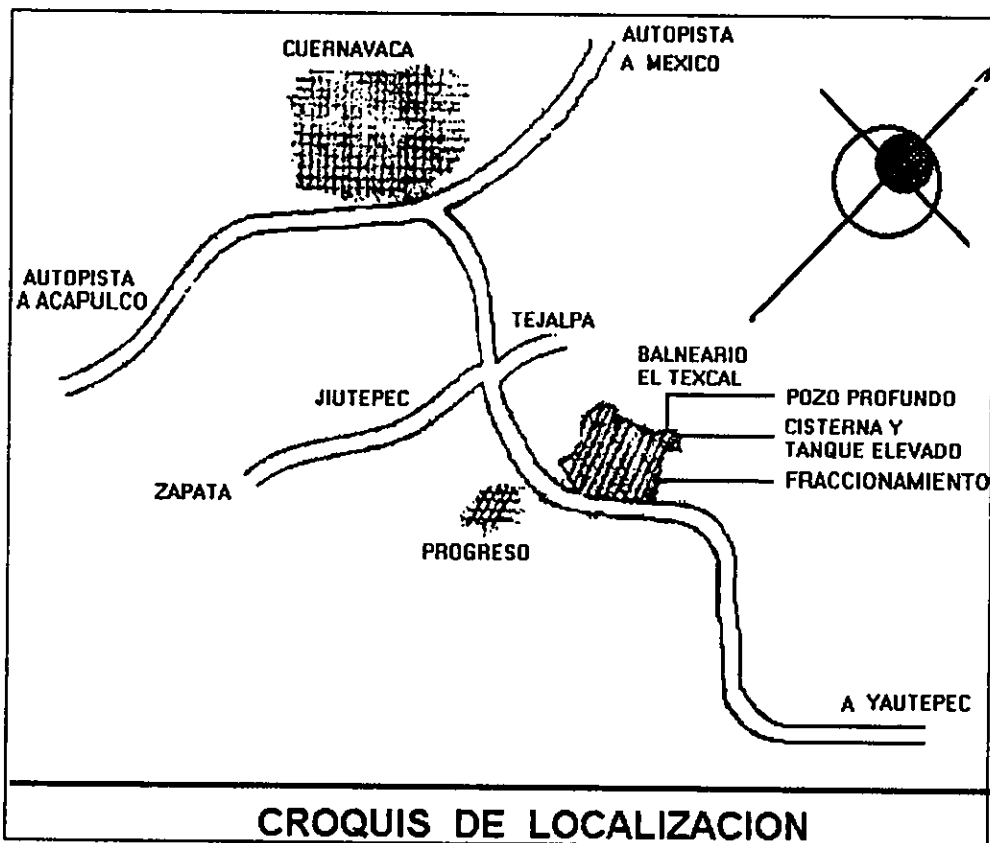 CUERNAVACA
AUTOPISTA
A MEXICO
AUTOPISTA
A ACAPULCO
TEJALPA
JIUTEPEC
ZAPATA
BALNEARIO
EL TEXCAL
POZO PROFUNDO
CISTERNA Y
TANQUE ELEVADO
FRACCIONAMIENTO
PROGRESO
A YAUTEPEC
CROQUIS DE LOCALIZACION